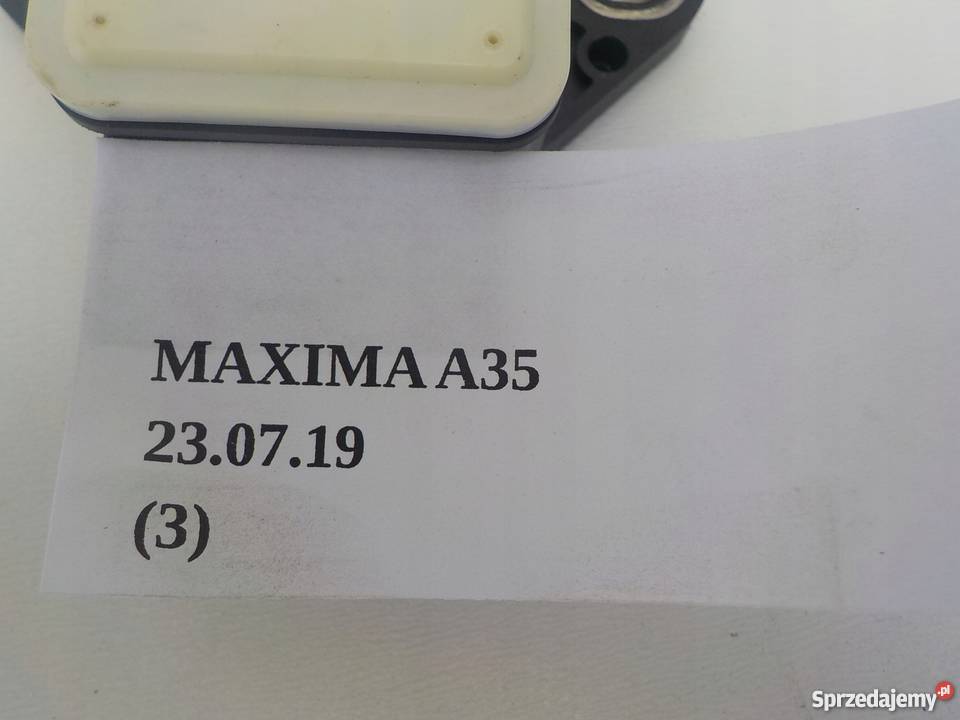 MAXIMA A35
23.07.19
(3)
Sprzedajemy.pl